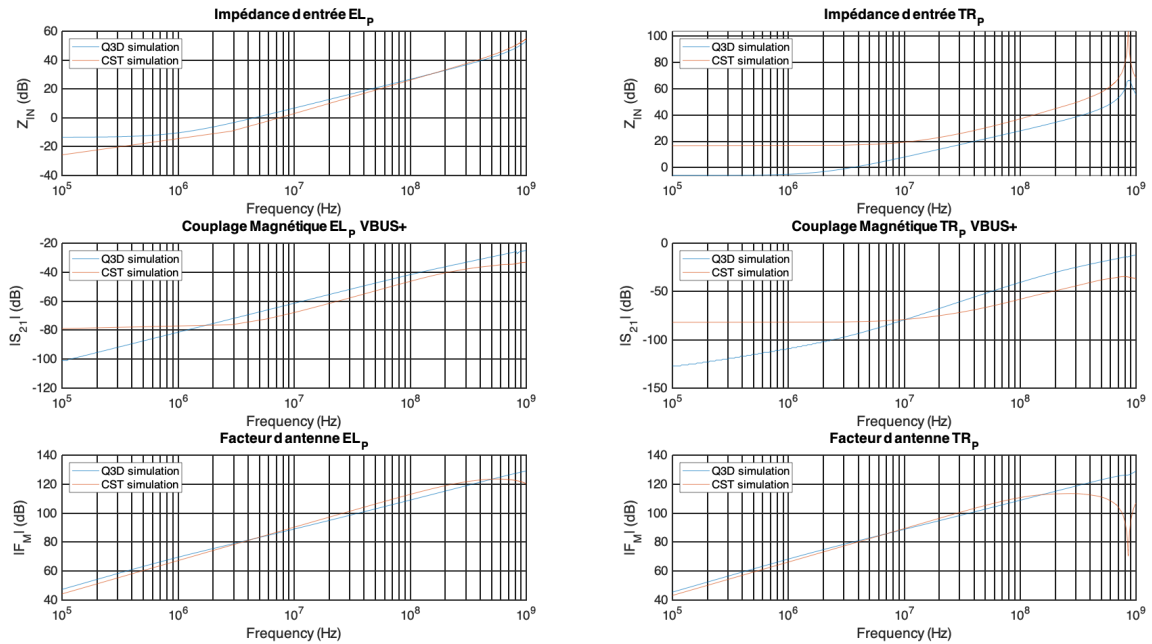 Impédance d entrée EL_P
60
40
20
0
-20
-40
Z_IN (dB)
Q3D simulation
CST simulation
10^5 10^6 10^7 10^8 10^9
Frequency (Hz)
Impédance d entrée TR_P
100
80
60
40
20
0
Z_IN (dB)
Q3D simulation
CST simulation
10^5 10^6 10^7 10^8 10^9
Frequency (Hz)
Couplage Magnétique EL_P VBUS+
-20
-40
-60
-80
-100
-120
|S_21| (dB)
Q3D simulation
CST simulation
10^5 10^6 10^7 10^8 10^9
Frequency (Hz)
Couplage Magnétique TR_P VBUS+
0
-50
-100
-150
|S_21| (dB)
Q3D simulation
CST simulation
10^5 10^6 10^7 10^8 10^9
Frequency (Hz)
Facteur d antenne EL_P
140
120
100
80
60
40
|F_M| (dB)
Q3D simulation
CST simulation
10^5 10^6 10^7 10^8 10^9
Frequency (Hz)
Facteur d antenne TR_P
140
120
100
80
60
40
|F_M| (dB)
Q3D simulation
CST simulation
10^5 10^6 10^7 10^8 10^9
Frequency (Hz)